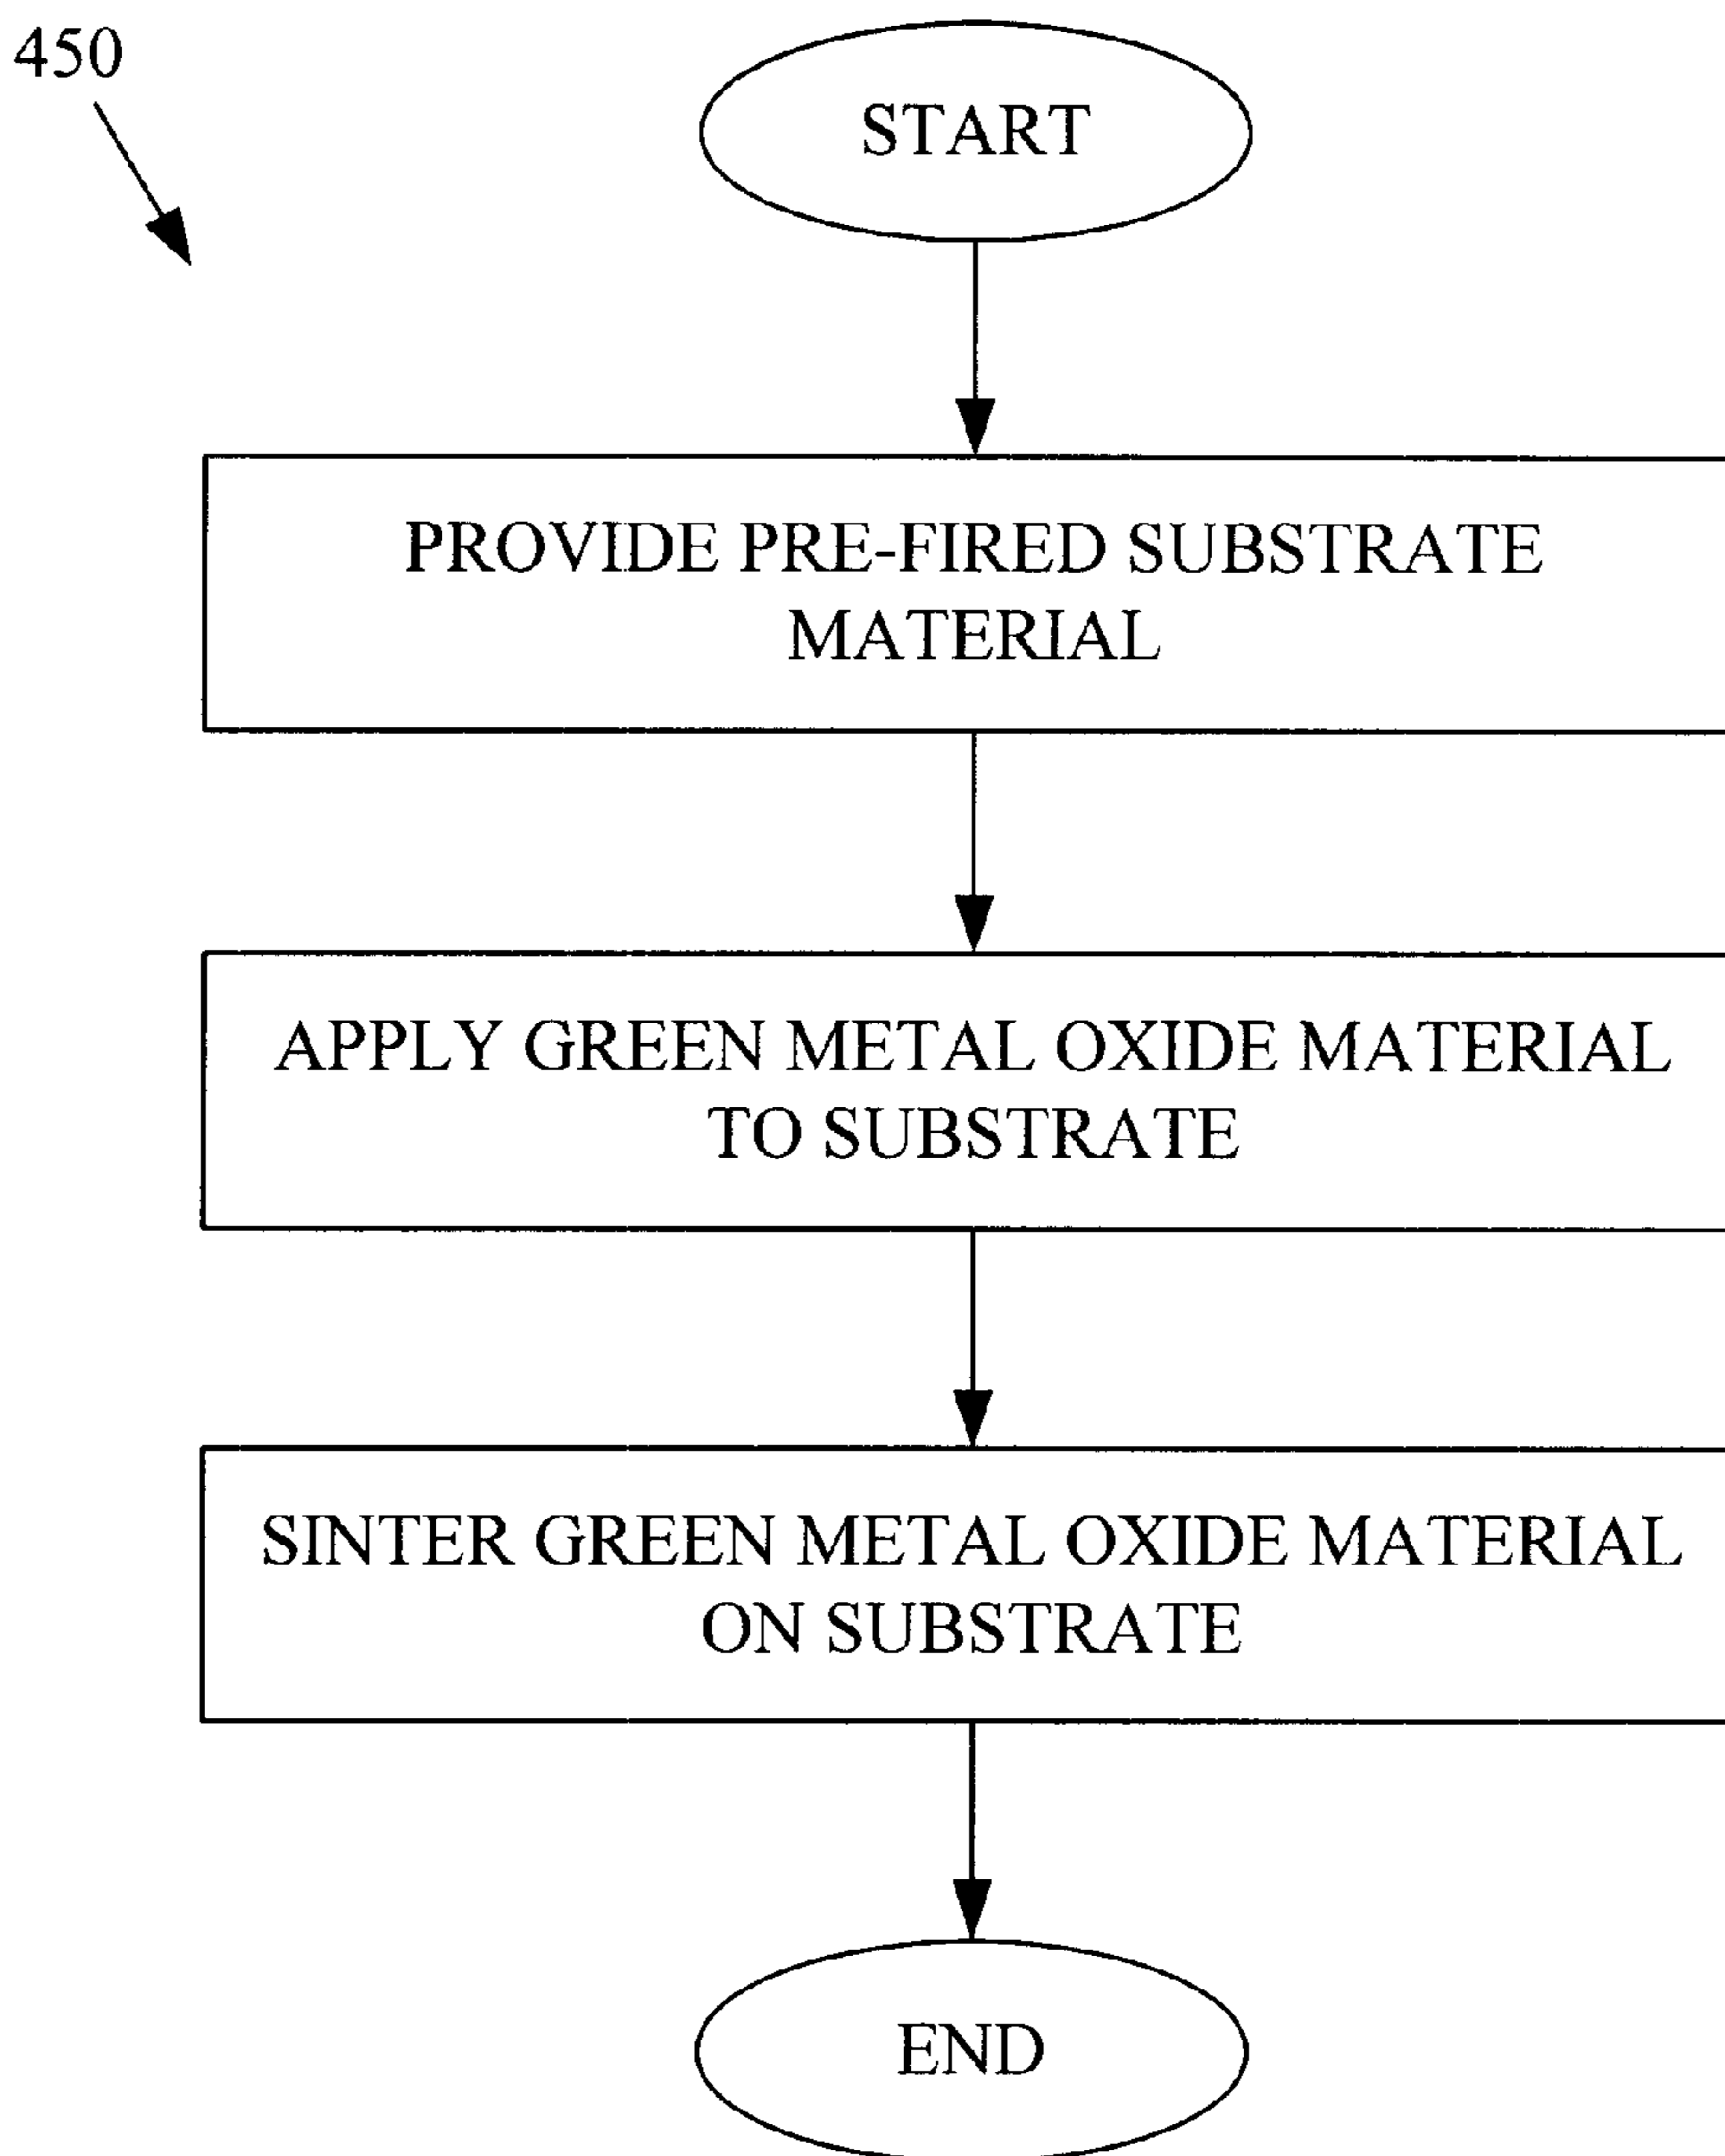 450
START
PROVIDE PRE-FIRED SUBSTRATE
MATERIAL
APPLY GREEN METAL OXIDE MATERIAL
TO SUBSTRATE
SINTER GREEN METAL OXIDE MATERIAL
ON SUBSTRATE
END